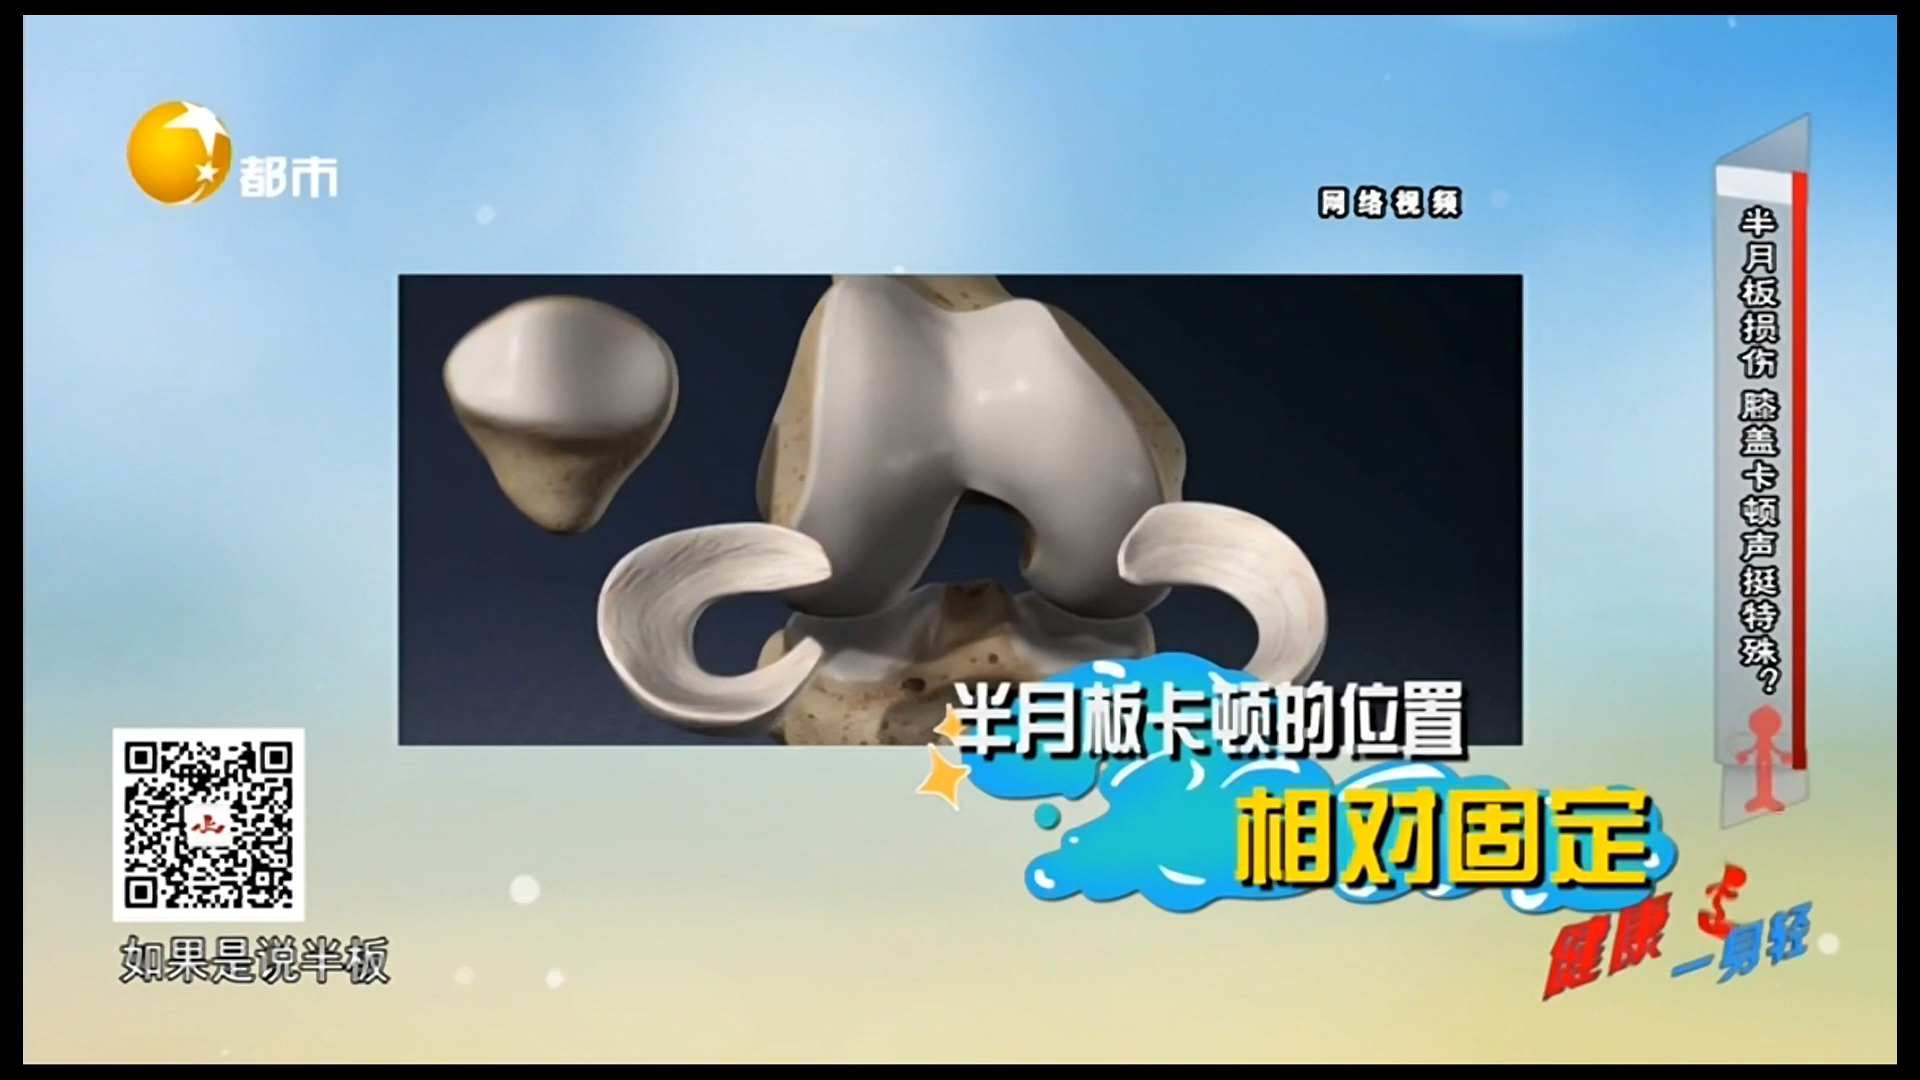 都市
网络视频
半月板损伤 膝盖卡顿声挺特殊?
半月板卡顿的位置
相对固定
健康
一身轻
如果是说半板